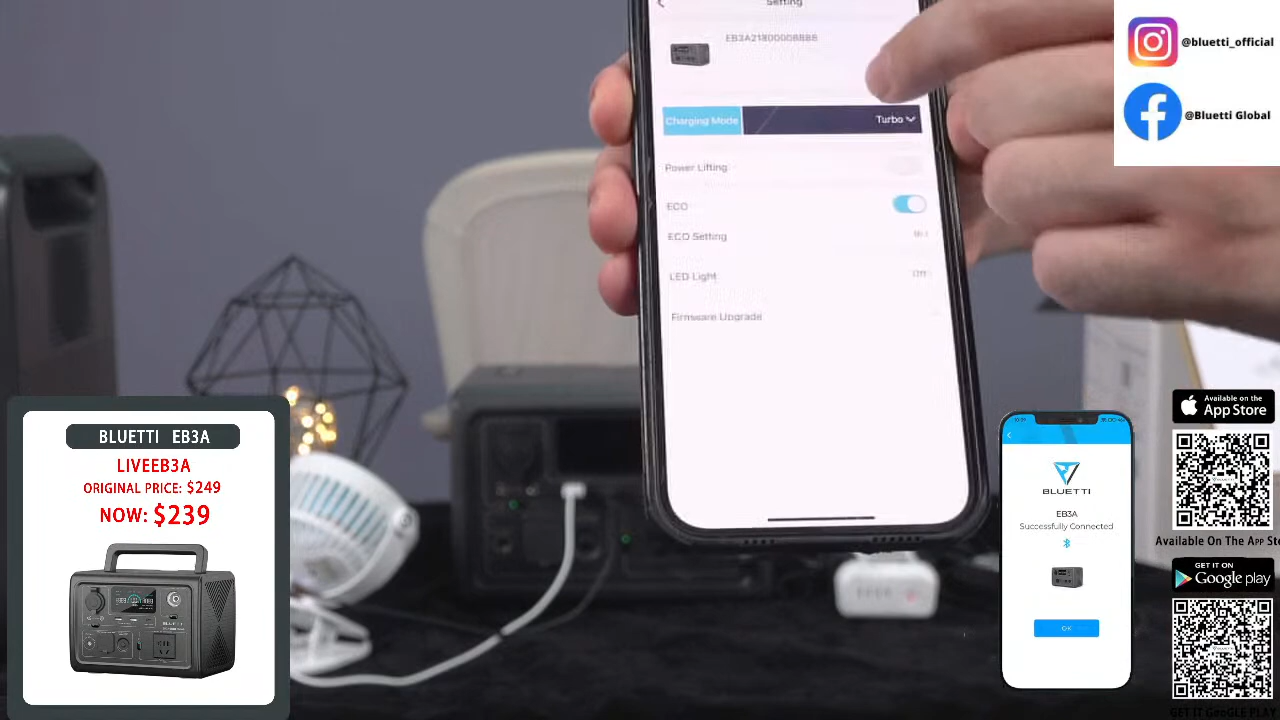 Setting
@bluetti_official
@Bluetti Global
Charging Mode
Turbo
Power Lifting
ECO
ECO Setting
LED Light
Off
Firmware Upgrade
BLUETTI EB3A
LIVEEB3A
ORIGINAL PRICE: $249
NOW: $239
BLUETTI
EB3A
Successfully Connected
OK
Available on the
App Store
Available On The App Sto
GET IT ON
Google play
GET IT GOOGLE PLAY